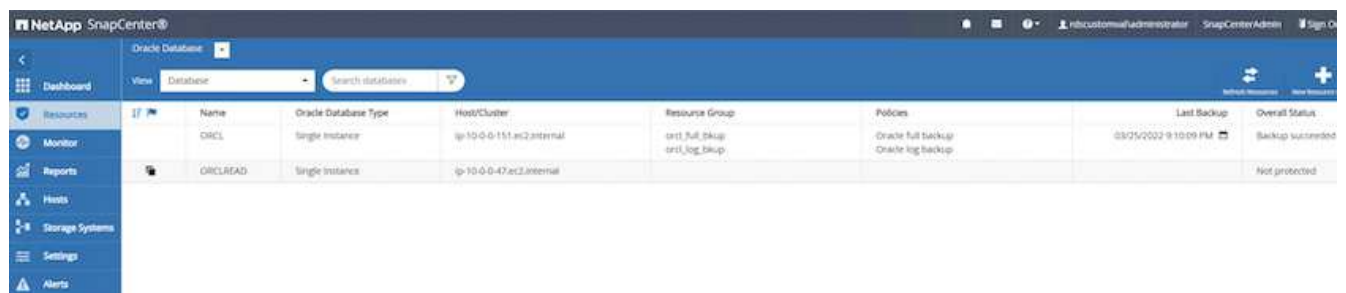 NetApp SnapCenter®
rdscustomval\administrator SnapCenterAdmin Sign O
Oracle Database
View Database Search databases
Refresh Resources New Resource
Dashboard
Resources
Monitor
Reports
Hosts
Storage Systems
Settings
Alerts
Name Oracle Database Type Host/Cluster Resource Group Policies Last Backup Overall Status
ORCL Single Instance ip-10-0-0-151.ec2.internal orcl_full_bkup Oracle full backup 03/25/2022 9:10:09 PM Backup succeeded
orcl_log_bkup Oracle log backup
ORCLREAD Single Instance ip-10-0-0-47.ec2.internal Not protected